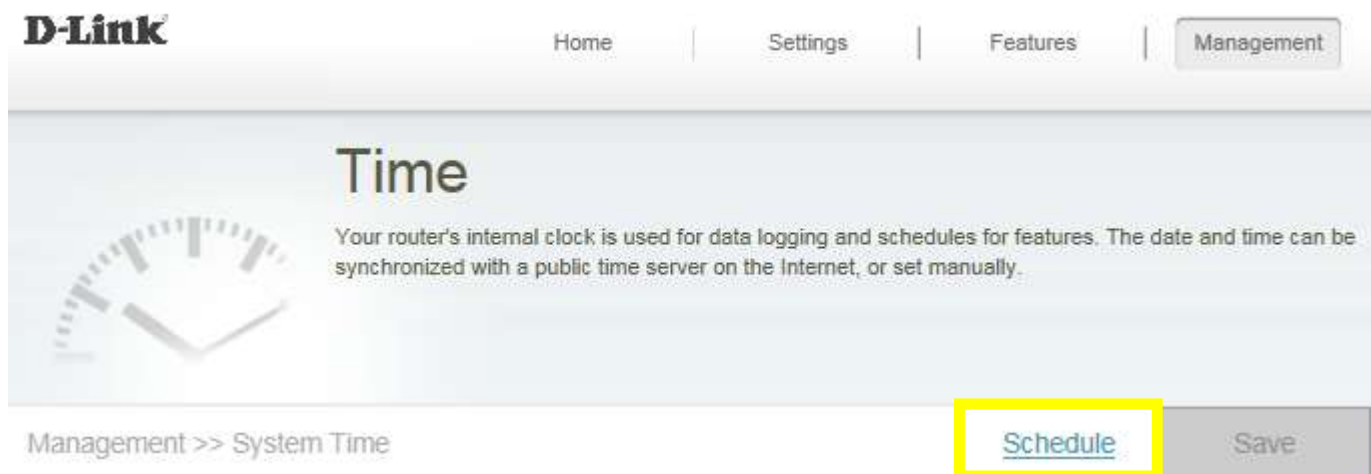 D-Link
Home | Settings | Features | Management
Time
Your router's internal clock is used for data logging and schedules for features. The date and time can be
synchronized with a public time server on the Internet, or set manually.
Management >> System Time
Schedule
Save